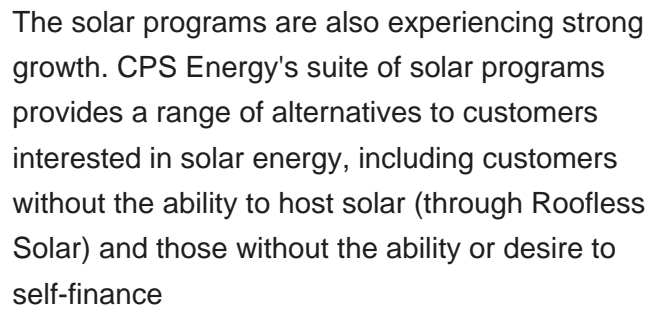 The solar programs are also experiencing strong
growth. CPS Energy's suite of solar programs
provides a range of alternatives to customers
interested in solar energy, including customers
without the ability to host solar (through Roofless
Solar) and those without the ability or desire to
self-finance